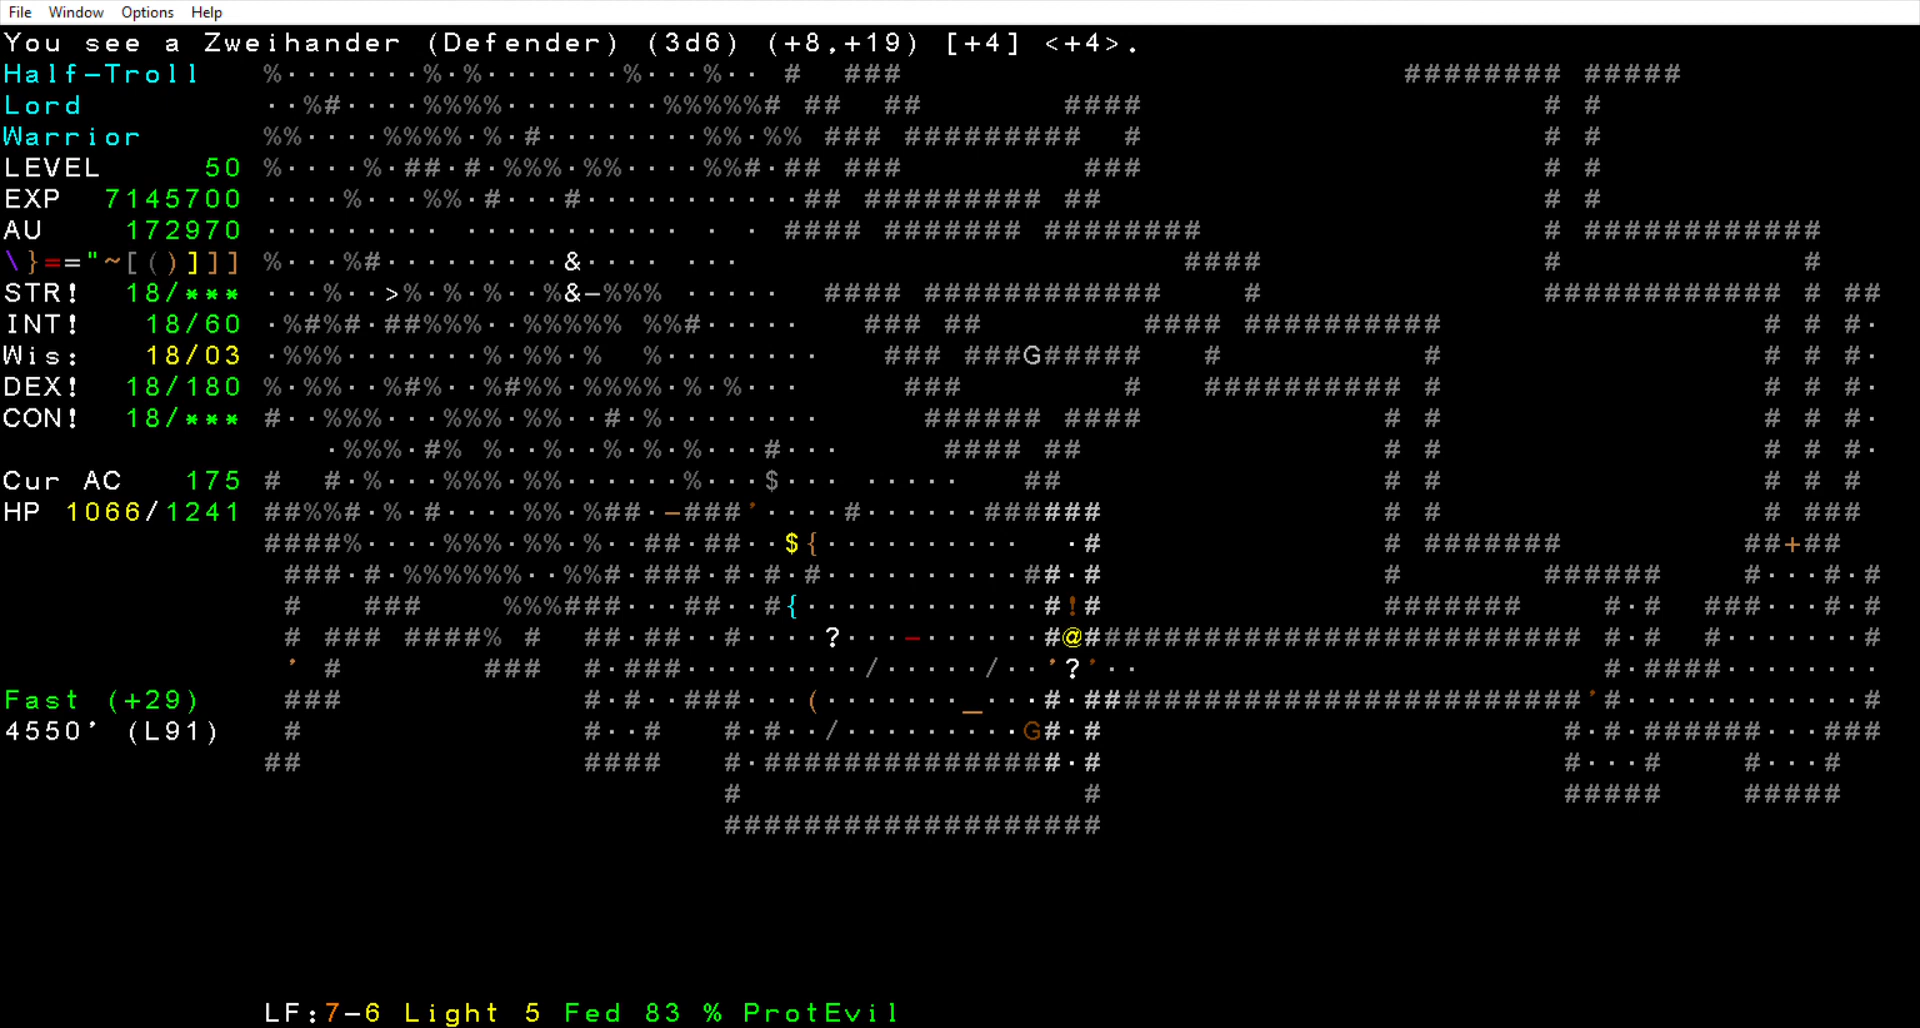 File Window Options Help
You see a Zweihander (Defender) (3d6) (+8,+19) [+4] <+4>.
Half-Troll
Lord
Warrior
LEVEL 50
EXP 7145700
AU 172970
\}=="~[()]]]
STR! 18/***
INT! 18/60
Wis: 18/03
DEX! 18/180
CON! 18/***
Cur AC 175
HP 1066/1241
Fast (+29)
4550' (L91)
LF:7-6 Light 5 Fed 83 % ProtEvil